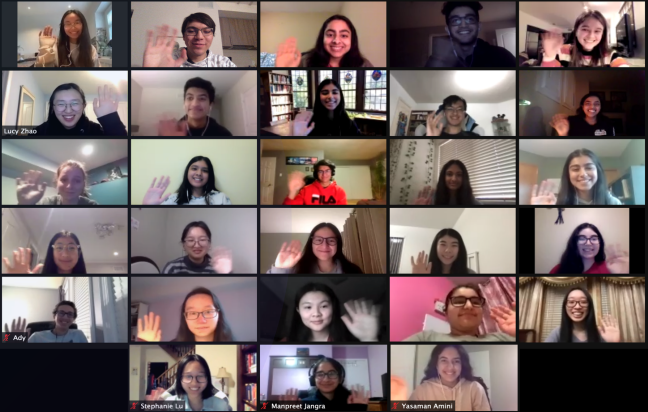 Lucy Zhao
FILA
Ady
Stephanie Lu
Manpreet Jangra
Yasaman Amini